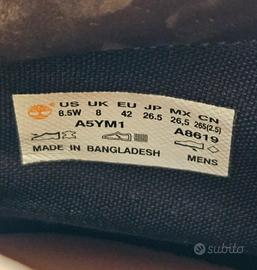 US UK EU JP MX CN
8.5W 8 42 26.5 26,5 265(2.5)
A5YM1 A8619
MADE IN BANGLADESH MENS
subito